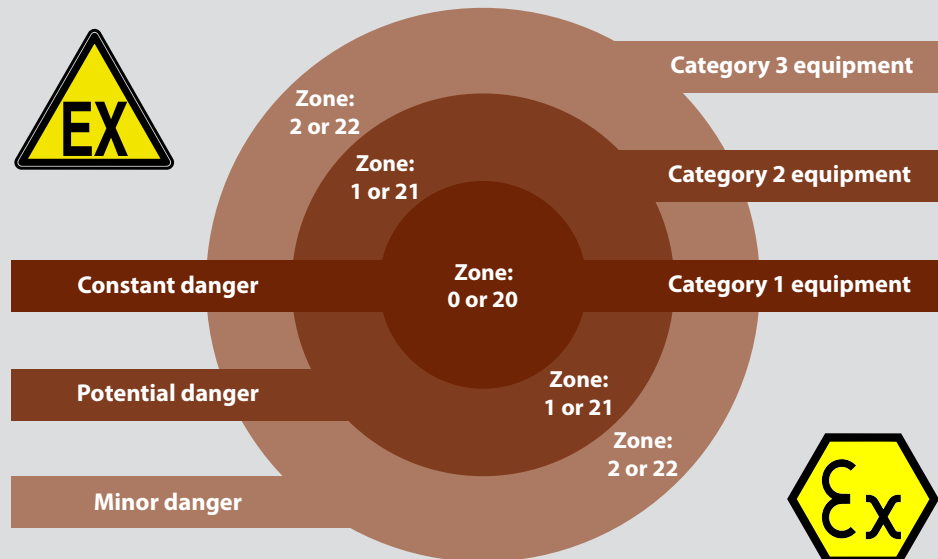 Category 3 equipment
Zone:
2 or 22
EX
Zone:
1 or 21
Category 2 equipment
Constant danger
Zone:
0 or 20
Category 1 equipment
Potential danger
Zone:
1 or 21
Zone:
2 or 22
Minor danger
Ex